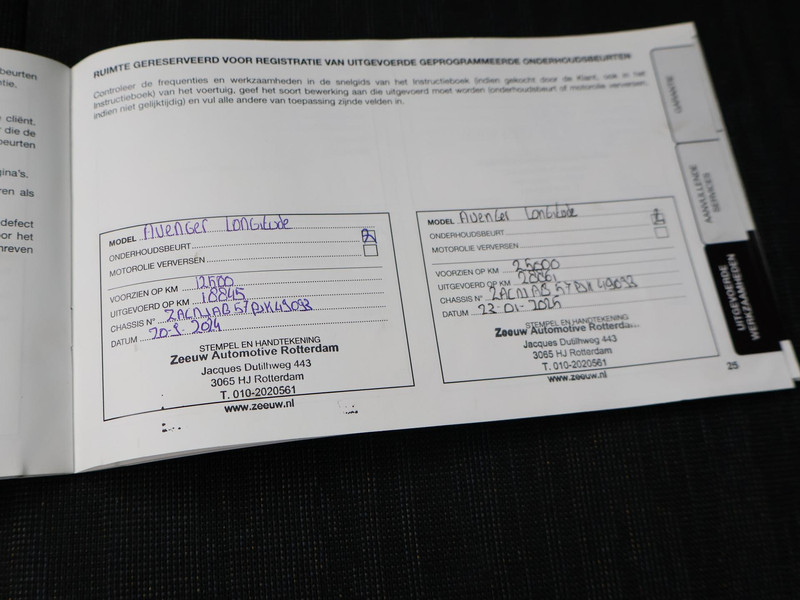 beurten
tie,
cliënt.
die de
beurten
gina's.
ren als
defect
or het
hreven
RUIMTE GERESERVEERD VOOR REGISTRATIE VAN UITGEVOERDE GEPROGRAMMEERDE ONDERHOUDSBEURTEN
Controleer de frequenties en werkzaamheden in de snelgids van het Instructieboek (indien gekocht door de Klant, ook in het
Instructieboek) van het voertuig, geef het soort bewerking aan die uitgevoerd moet worden (onderhoudsbeurt of motorolie verversen,
indien niet gelijktijdig) en vul alle andere van toepassing zijnde velden in.
MODEL Avenger Longitude
ONDERHOUDSBEURT
MOTOROLIE VERVERSEN
VOORZIEN OP KM 12500
UITGEVOERD OP KM 18845
CHASSIS N°
DATUM 20-9-2024
STEMPEL EN HANDTEKENING
Zeeuw Automotive Rotterdam
Jacques Dutilhweg 443
3065 HJ Rotterdam
T. 010-2020561
www.zeeuw.nl
MODEL Avenger Longitude
ONDERHOUDSBEURT
MOTOROLIE VERVERSEN
VOORZIEN OP KM 25000
UITGEVOERD OP KM
CHASSIS N°
DATUM 22-01-2025
STEMPEL EN HANDTEKENING
Zeeuw Automotive Rotterda...
Jacques Dutilhweg 443
3065 HJ Rotterdam
T. 010-2020561
www.zeeuw.nl
GARANTIE
AANVULLENDE
SERVICES
UITGEVOERDE
WERKZAAMHEDEN
25